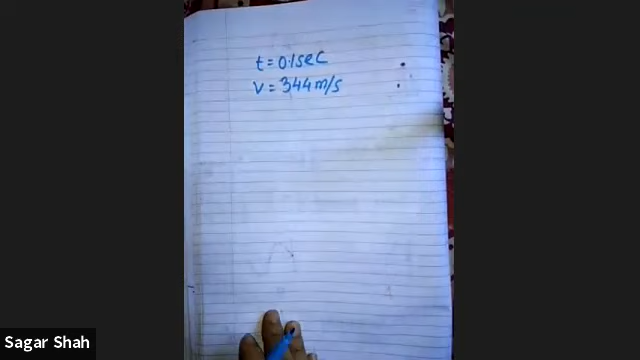 t = 0.1sec
v = 344 m/s
Sagar Shah